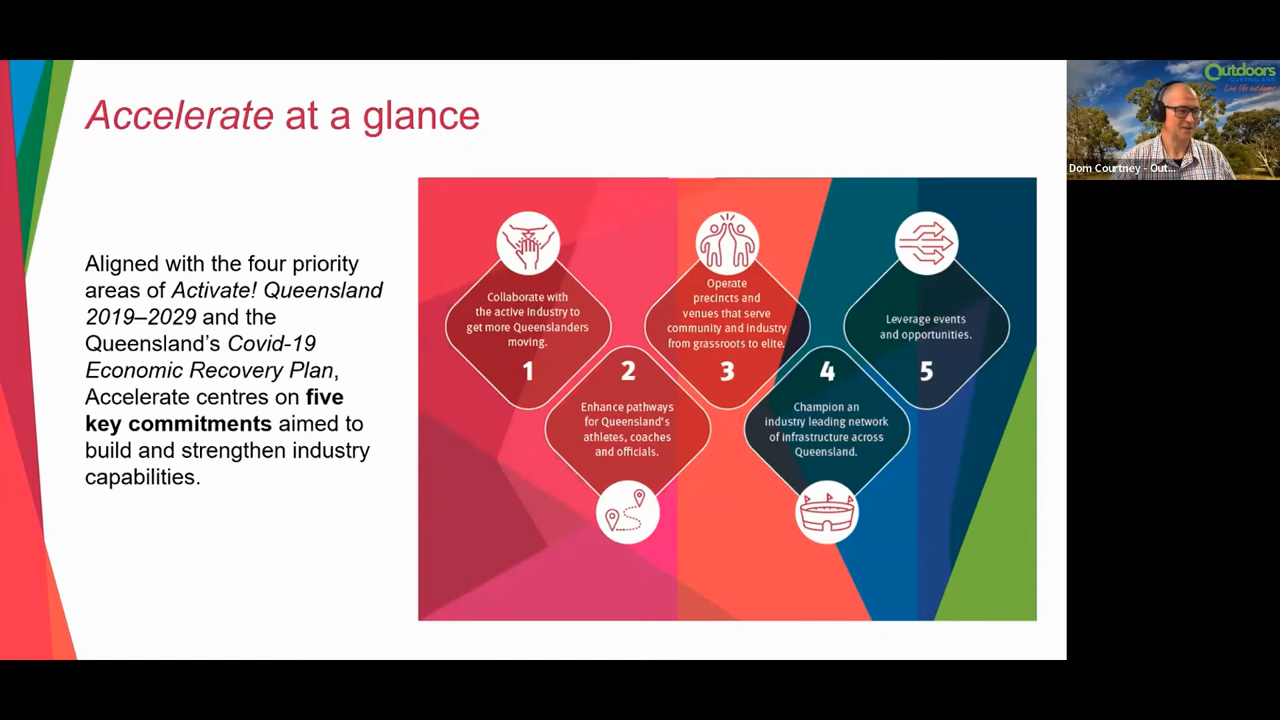 Accelerate at a glance
Aligned with the four priority
areas of Activate! Queensland
2019–2029 and the
Queensland's Covid-19
Economic Recovery Plan,
Accelerate centres on five
key commitments aimed to
build and strengthen industry
capabilities.
Collaborate with
the active industry to
get more Queenslanders
moving.
1
2
Enhance pathways
for Queensland's
athletes, coaches
and officials.
Operate
precincts and
venues that serve
community and industry
from grassroots to elite.
3
4
Champion an
industry leading network
of infrastructure across
Queensland.
Leverage events
and opportunities.
5
Outdoors
QUEENSLAND
Live life outdoors
Dom Courtney - Out...